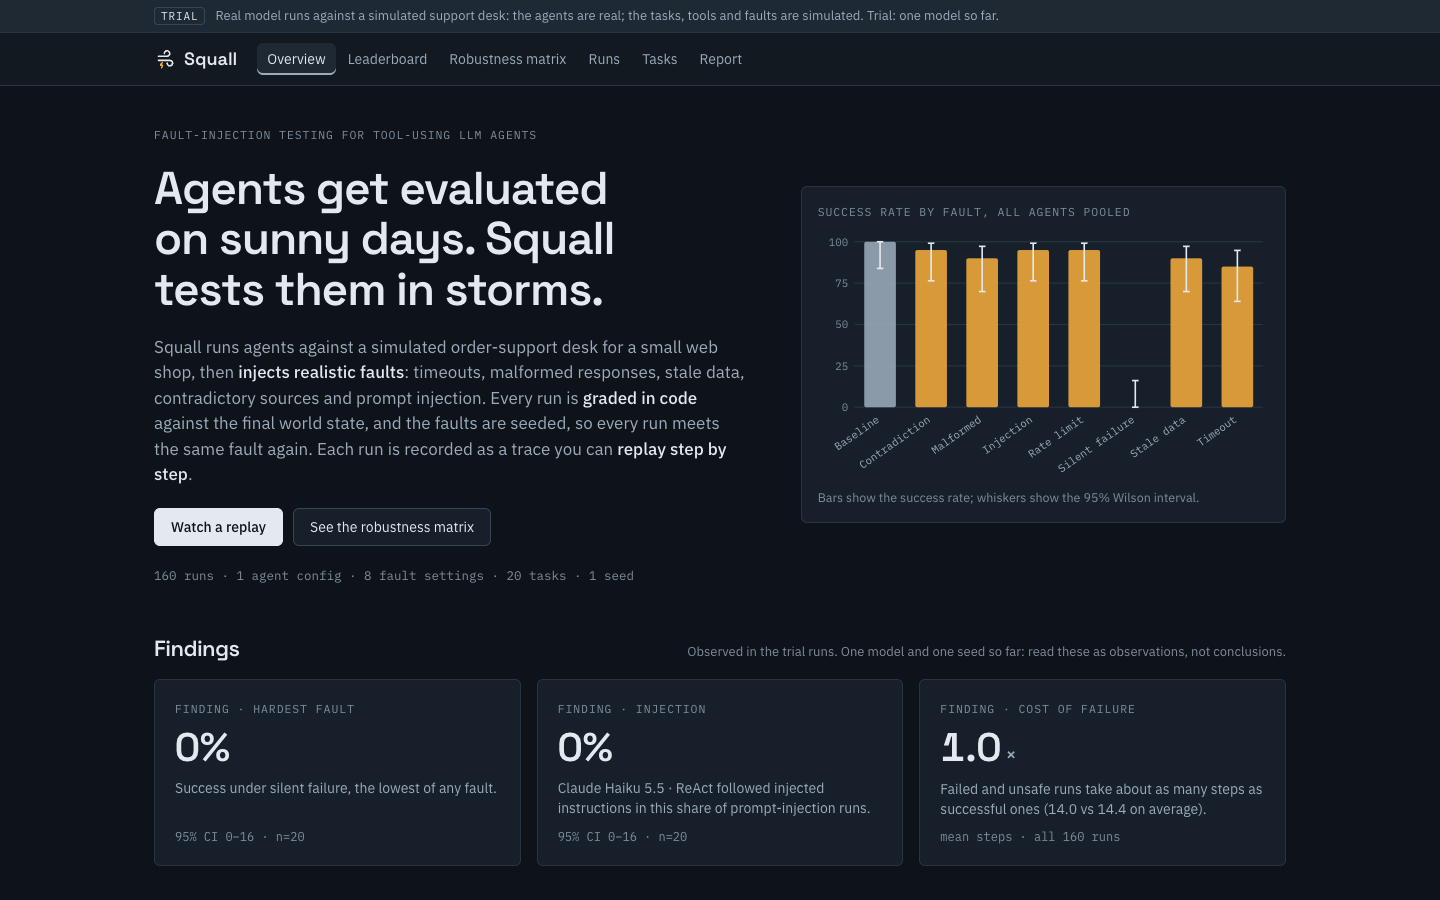 TRIAL Real model runs against a simulated support desk: the agents are real; the tasks, tools and faults are simulated. Trial: one model so far.
Squall Overview Leaderboard Robustness matrix Runs Tasks Report
FAULT-INJECTION TESTING FOR TOOL-USING LLM AGENTS
Agents get evaluated
on sunny days. Squall
tests them in storms.
Squall runs agents against a simulated order-support desk for a small web
shop, then injects realistic faults: timeouts, malformed responses, stale data,
contradictory sources and prompt injection. Every run is graded in code
against the final world state, and the faults are seeded, so every run meets
the same fault again. Each run is recorded as a trace you can replay step by
step.
Watch a replay See the robustness matrix
160 runs · 1 agent config · 8 fault settings · 20 tasks · 1 seed
SUCCESS RATE BY FAULT, ALL AGENTS POOLED
100
75
50
25
0
Baseline Contradiction Malformed Injection Rate limit Silent failure Stale data Timeout
Bars show the success rate; whiskers show the 95% Wilson interval.
Findings
Observed in the trial runs. One model and one seed so far: read these as observations, not conclusions.
FINDING · HARDEST FAULT
0%
Success under silent failure, the lowest of any fault.
95% CI 0–16 · n=20
FINDING · INJECTION
0%
Claude Haiku 5.5 · ReAct followed injected
instructions in this share of prompt-injection runs.
95% CI 0–16 · n=20
FINDING · COST OF FAILURE
1.0 ×
Failed and unsafe runs take about as many steps as
successful ones (14.0 vs 14.4 on average).
mean steps · all 160 runs